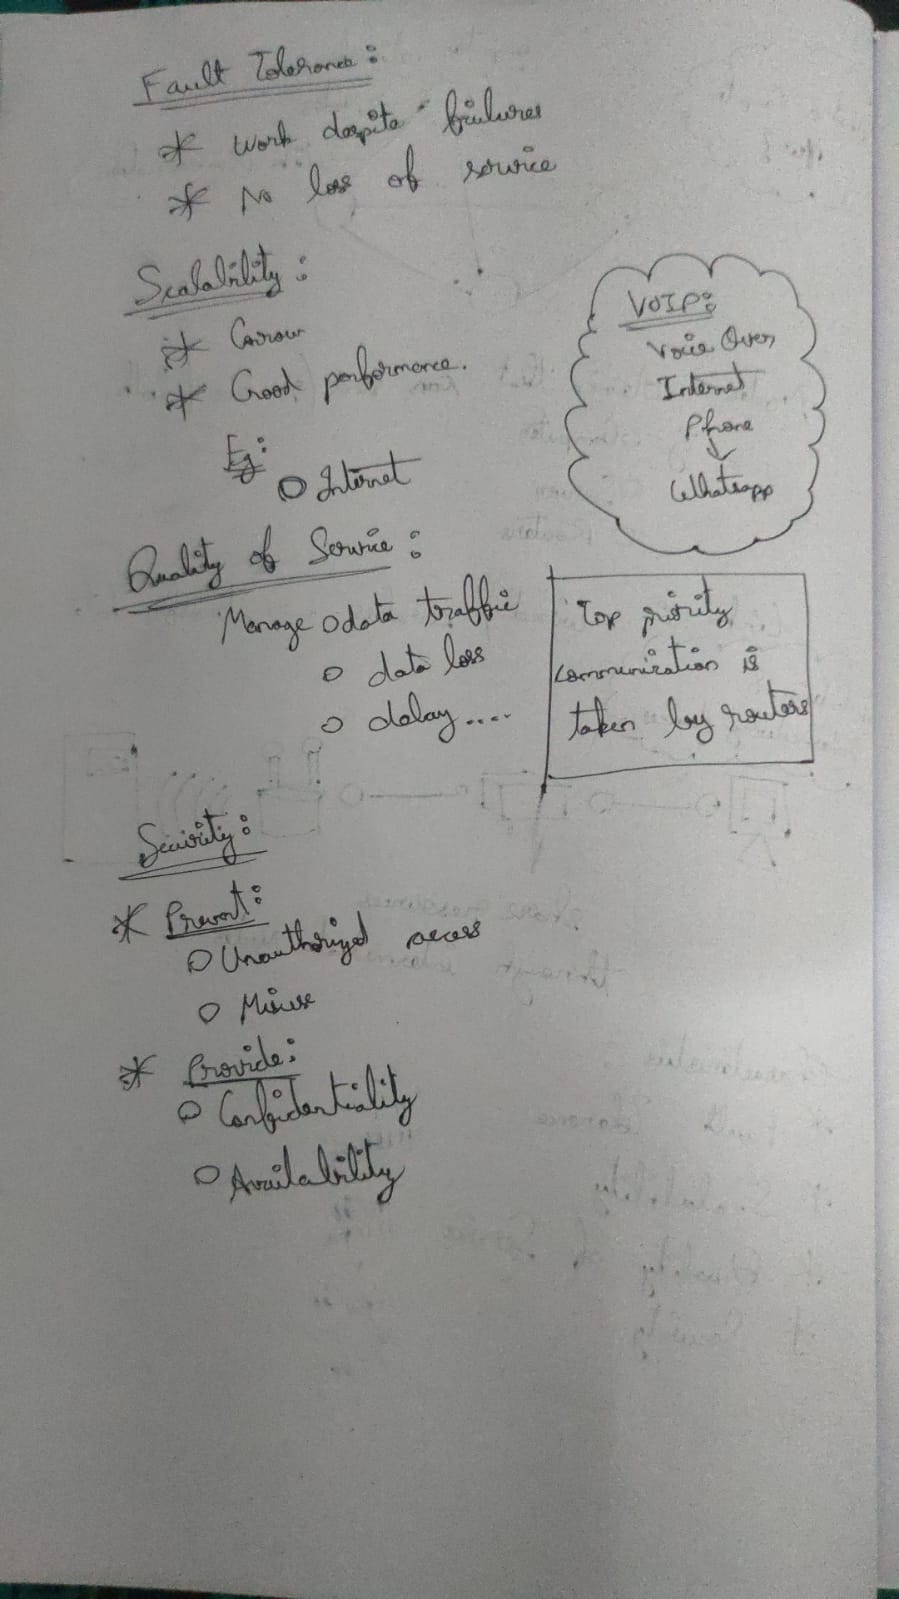 Fault Tolerance:
* Work despite failures
* No loss of service
Scalability:
* Grow
* Good performance.
Eg:
o Internet
VOIP:
Voice Over
Internet
Phone
↓
Whatsapp
Quality of Service:
Manage o data traffic
o data loss
o delay....
Top priority
communication is
taken by routers
Security:
* Prevent:
o Unauthorized access
o Misuse
* Provide:
o Confidentiality
o Availability